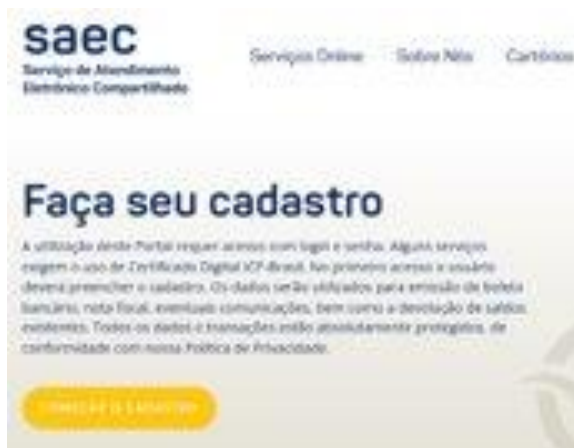 saec
Serviço de Atendimento
Eletrônico Compartilhado
Serviços Online Sobre Nós Cartórios
Faça seu cadastro
A utilização deste Portal requer acesso com login e senha. Alguns serviços
exigem o uso de Certificado Digital ICP-Brasil. No primeiro acesso o usuário
deverá preencher o cadastro. Os dados serão utilizados para emissão de boleto
bancário, nota fiscal, eventuais comunicações, bem como a devolução de saldos
existentes. Todos os dados e transações estão absolutamente protegidos, de
conformidade com nossa Política de Privacidade.
COMEÇAR O CADASTRO